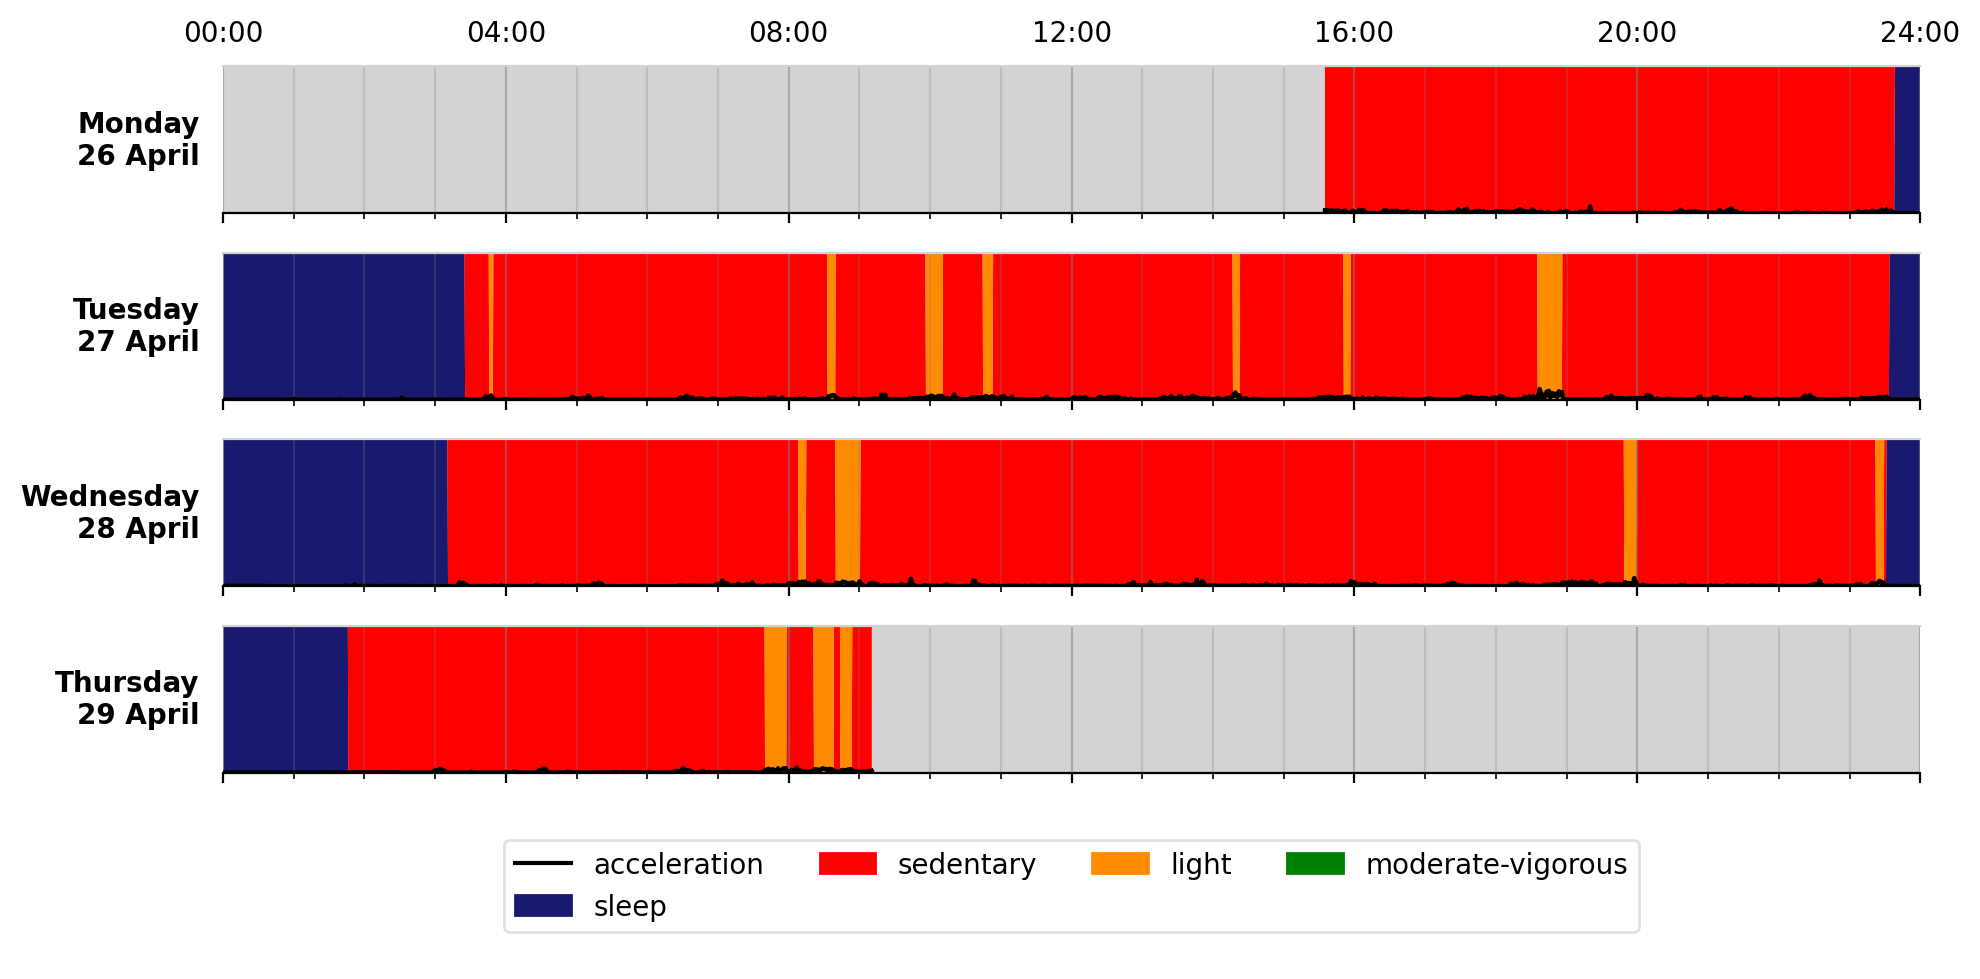 00:00 04:00 08:00 12:00 16:00 20:00 24:00
Monday
26 April
Tuesday
27 April
Wednesday
28 April
Thursday
29 April
acceleration sedentary light moderate-vigorous
sleep